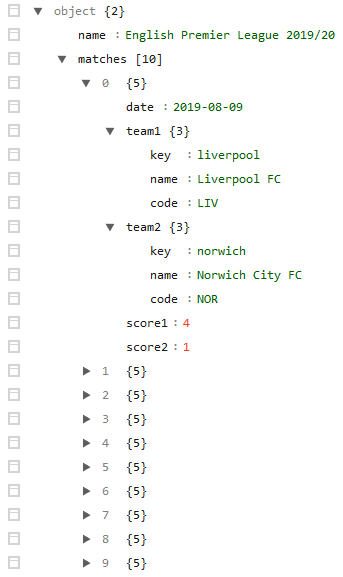 object {2}
name : English Premier League 2019/20
matches [10]
0 {5}
date : 2019-08-09
team1 {3}
key : liverpool
name : Liverpool FC
code : LIV
team2 {3}
key : norwich
name : Norwich City FC
code : NOR
score1 : 4
score2 : 1
1 {5}
2 {5}
3 {5}
4 {5}
5 {5}
6 {5}
7 {5}
8 {5}
9 {5}